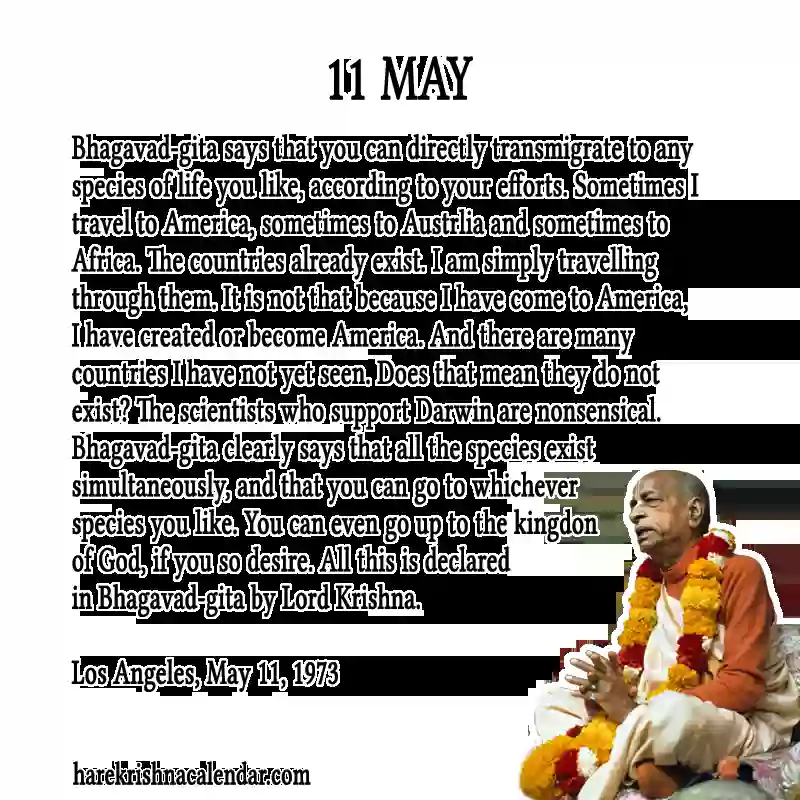 11 MAY
Bhagavad-gita says that you can directly transmigrate to any
species of life you like, according to your efforts. Sometimes I
travel to America, sometimes to Austrlia and sometimes to
Africa. The countries already exist. I am simply travelling
through them. It is not that because I have come to America,
I have created or become America. And there are many
countries I have not yet seen. Does that mean they do not
exist? The scientists who support Darwin are nonsensical.
Bhagavad-gita clearly says that all the species exist
simultaneously, and that you can go to whichever
species you like. You can even go up to the kingdon
of God, if you so desire. All this is declared
in Bhagavad-gita by Lord Krishna.
Los Angeles, May 11, 1973
harekrishnacalendar.com